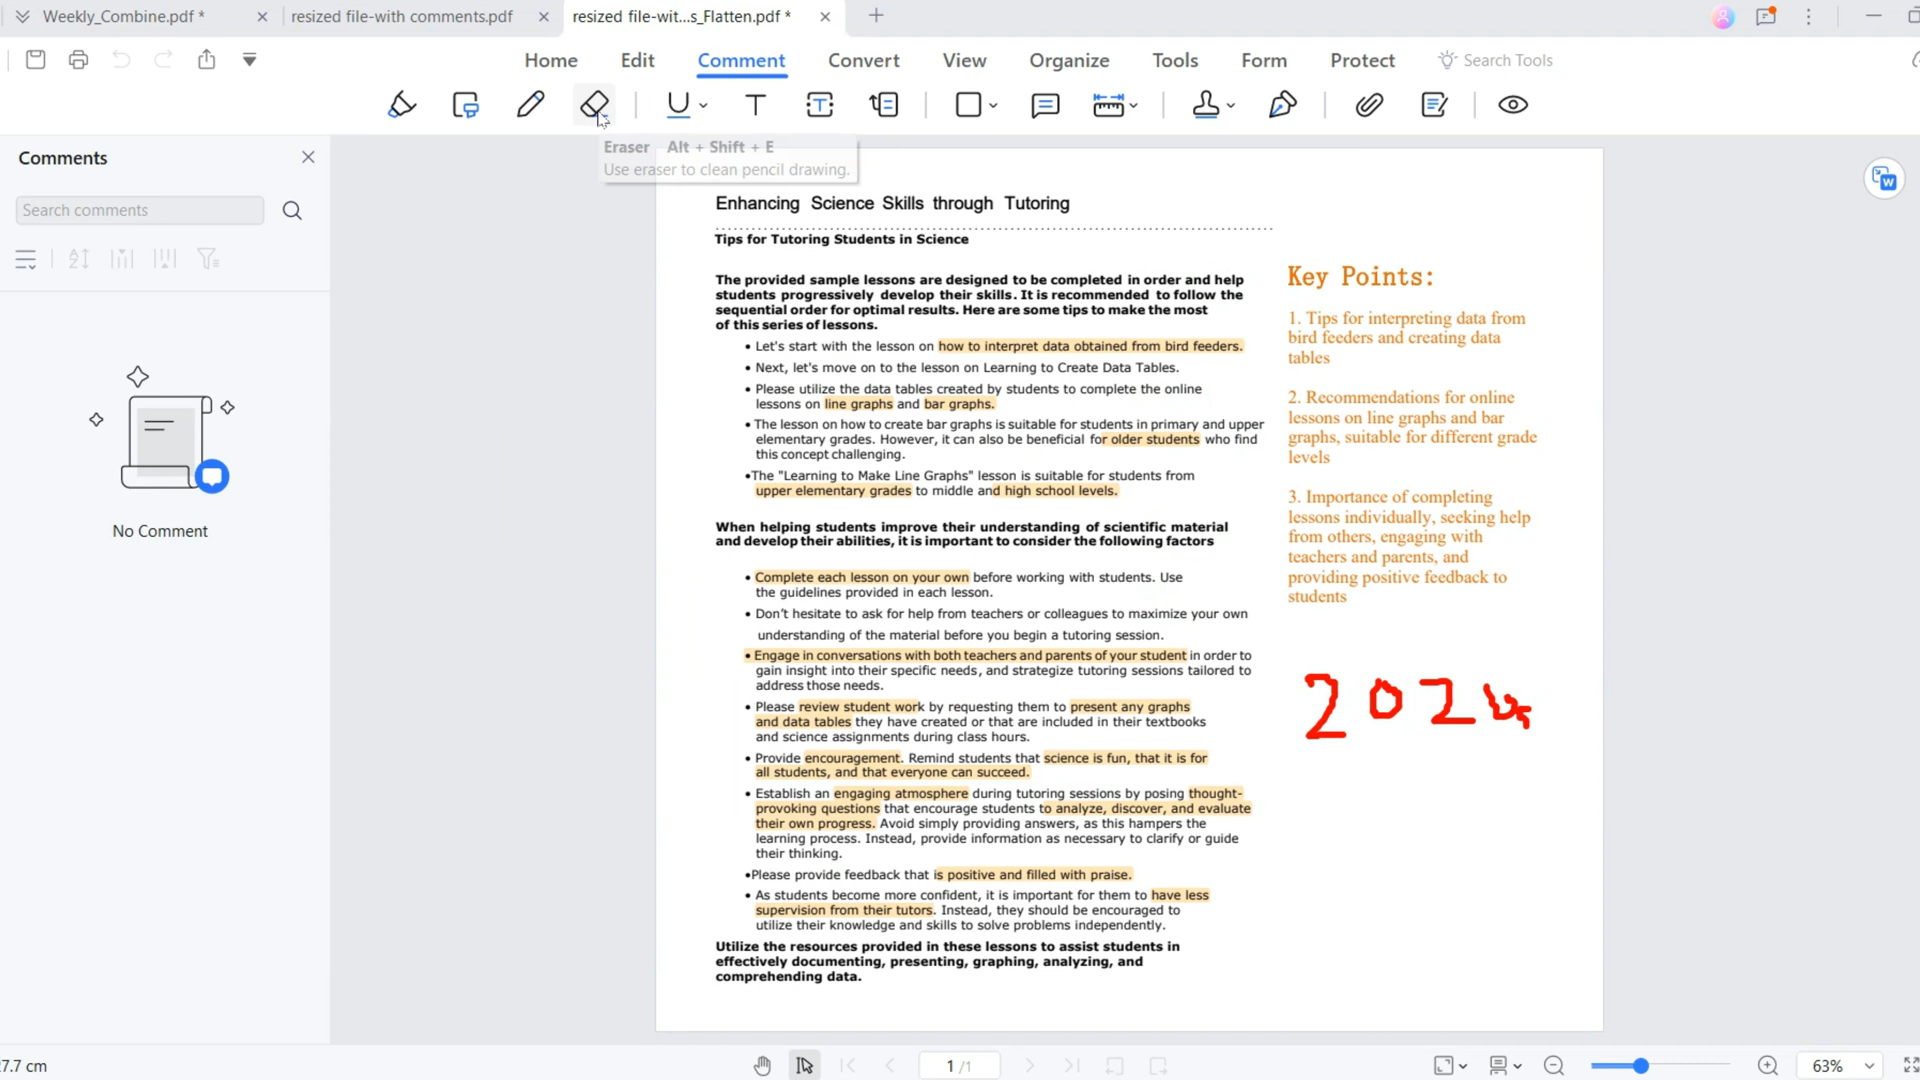 Weekly_Combine.pdf *
resized file-with comments.pdf
resized file-wit...s_Flatten.pdf *
Home Edit Comment Convert View Organize Tools Form Protect Search Tools
Eraser Alt + Shift + E
Use eraser to clean pencil drawing.
Comments
Search comments
No Comment
Enhancing Science Skills through Tutoring
Tips for Tutoring Students in Science
The provided sample lessons are designed to be completed in order and help
students progressively develop their skills. It is recommended to follow the
sequential order for optimal results. Here are some tips to make the most
of this series of lessons.
• Let's start with the lesson on how to interpret data obtained from bird feeders.
• Next, let's move on to the lesson on Learning to Create Data Tables.
• Please utilize the data tables created by students to complete the online
lessons on line graphs and bar graphs.
• The lesson on how to create bar graphs is suitable for students in primary and upper
elementary grades. However, it can also be beneficial for older students who find
this concept challenging.
•The "Learning to Make Line Graphs" lesson is suitable for students from
upper elementary grades to middle and high school levels.
When helping students improve their understanding of scientific material
and develop their abilities, it is important to consider the following factors
• Complete each lesson on your own before working with students. Use
the guidelines provided in each lesson.
• Don't hesitate to ask for help from teachers or colleagues to maximize your own
understanding of the material before you begin a tutoring session.
• Engage in conversations with both teachers and parents of your student in order to
gain insight into their specific needs, and strategize tutoring sessions tailored to
address those needs.
• Please review student work by requesting them to present any graphs
and data tables they have created or that are included in their textbooks
and science assignments during class hours.
• Provide encouragement. Remind students that science is fun, that it is for
all students, and that everyone can succeed.
• Establish an engaging atmosphere during tutoring sessions by posing thought-
provoking questions that encourage students to analyze, discover, and evaluate
their own progress. Avoid simply providing answers, as this hampers the
learning process. Instead, provide information as necessary to clarify or guide
their thinking.
•Please provide feedback that is positive and filled with praise.
• As students become more confident, it is important for them to have less
supervision from their tutors. Instead, they should be encouraged to
utilize their knowledge and skills to solve problems independently.
Utilize the resources provided in these lessons to assist students in
effectively documenting, presenting, graphing, analyzing, and
comprehending data.
Key Points:
1. Tips for interpreting data from
bird feeders and creating data
tables
2. Recommendations for online
lessons on line graphs and bar
graphs, suitable for different grade
levels
3. Importance of completing
lessons individually, seeking help
from others, engaging with
teachers and parents, and
providing positive feedback to
students
2024
7.7 cm
1 /1
63%